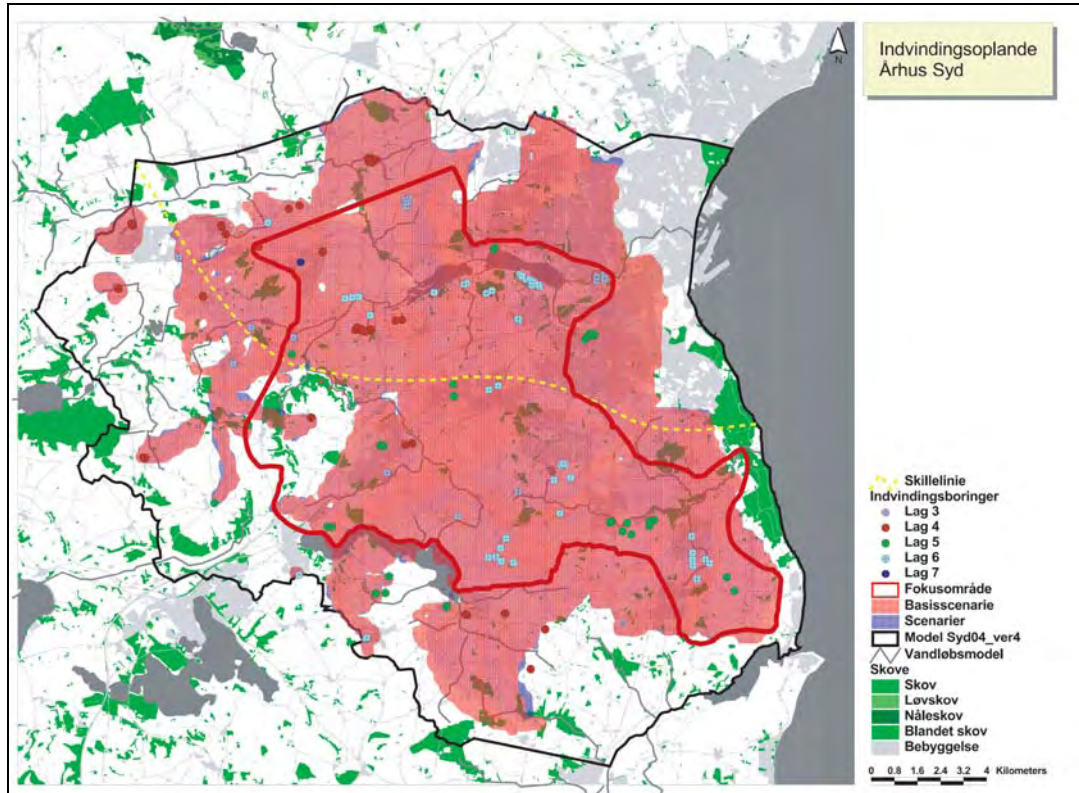 Indvindingsoplande
Århus Syd
N
Skillelinie
Indvindingsboringer
Lag 3
Lag 4
Lag 5
Lag 6
Lag 7
Fokusområde
Basisscenarie
Scenarier
Model Syd04_ver4
Vandløbsmodel
Skove
Skov
Løvskov
Nåleskov
Blandet skov
Bebyggelse
0 0.8 1.6 2.4 3.2 4 Kilometers